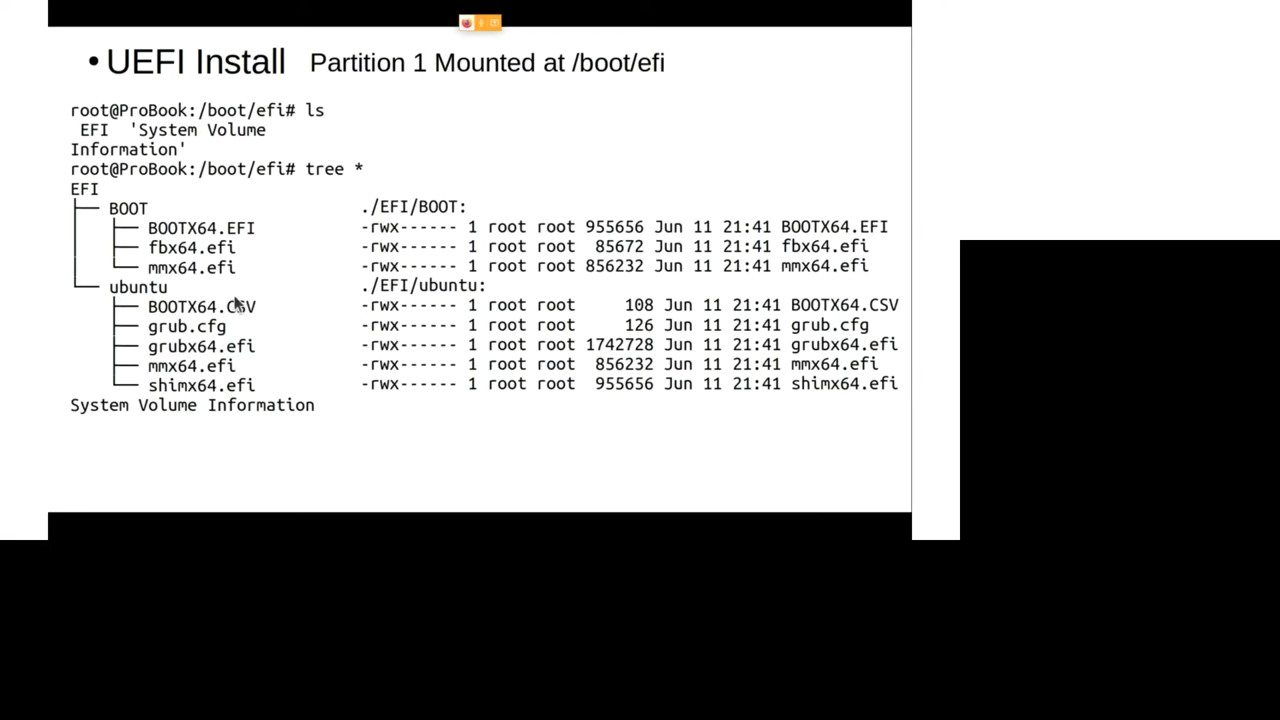 • UEFI Install Partition 1 Mounted at /boot/efi
root@ProBook:/boot/efi# ls
 EFI  'System Volume
Information'
root@ProBook:/boot/efi# tree *
EFI
├── BOOT
│   ├── BOOTX64.EFI
│   ├── fbx64.efi
│   └── mmx64.efi
└── ubuntu
    ├── BOOTX64.CSV
    ├── grub.cfg
    ├── grubx64.efi
    ├── mmx64.efi
    └── shimx64.efi
System Volume Information
./EFI/BOOT:
-rwx------ 1 root root 955656 Jun 11 21:41 BOOTX64.EFI
-rwx------ 1 root root  85672 Jun 11 21:41 fbx64.efi
-rwx------ 1 root root 856232 Jun 11 21:41 mmx64.efi
./EFI/ubuntu:
-rwx------ 1 root root     108 Jun 11 21:41 BOOTX64.CSV
-rwx------ 1 root root     126 Jun 11 21:41 grub.cfg
-rwx------ 1 root root 1742728 Jun 11 21:41 grubx64.efi
-rwx------ 1 root root  856232 Jun 11 21:41 mmx64.efi
-rwx------ 1 root root  955656 Jun 11 21:41 shimx64.efi